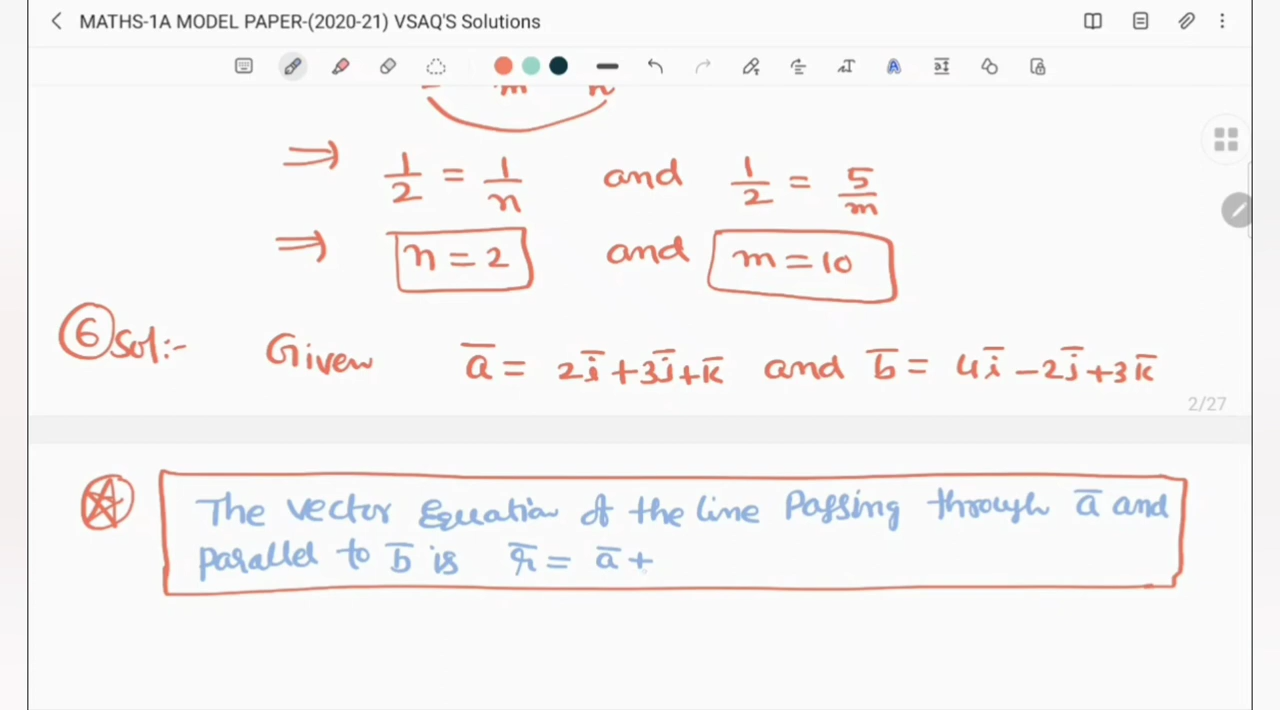 MATHS-1A MODEL PAPER-(2020-21) VSAQ'S Solutions
m n
⇒ 1/2 = 1/n and 1/2 = 5/m
⇒ n = 2 and m = 10
6 Sol:- Given a̅ = 2i̅ + 3j̅ + k̅ and b̅ = 4i̅ - 2j̅ + 3k̅
2/27
The vector Equation of the line Passing through a̅ and
parallel to b̅ is r̅ = a̅ +